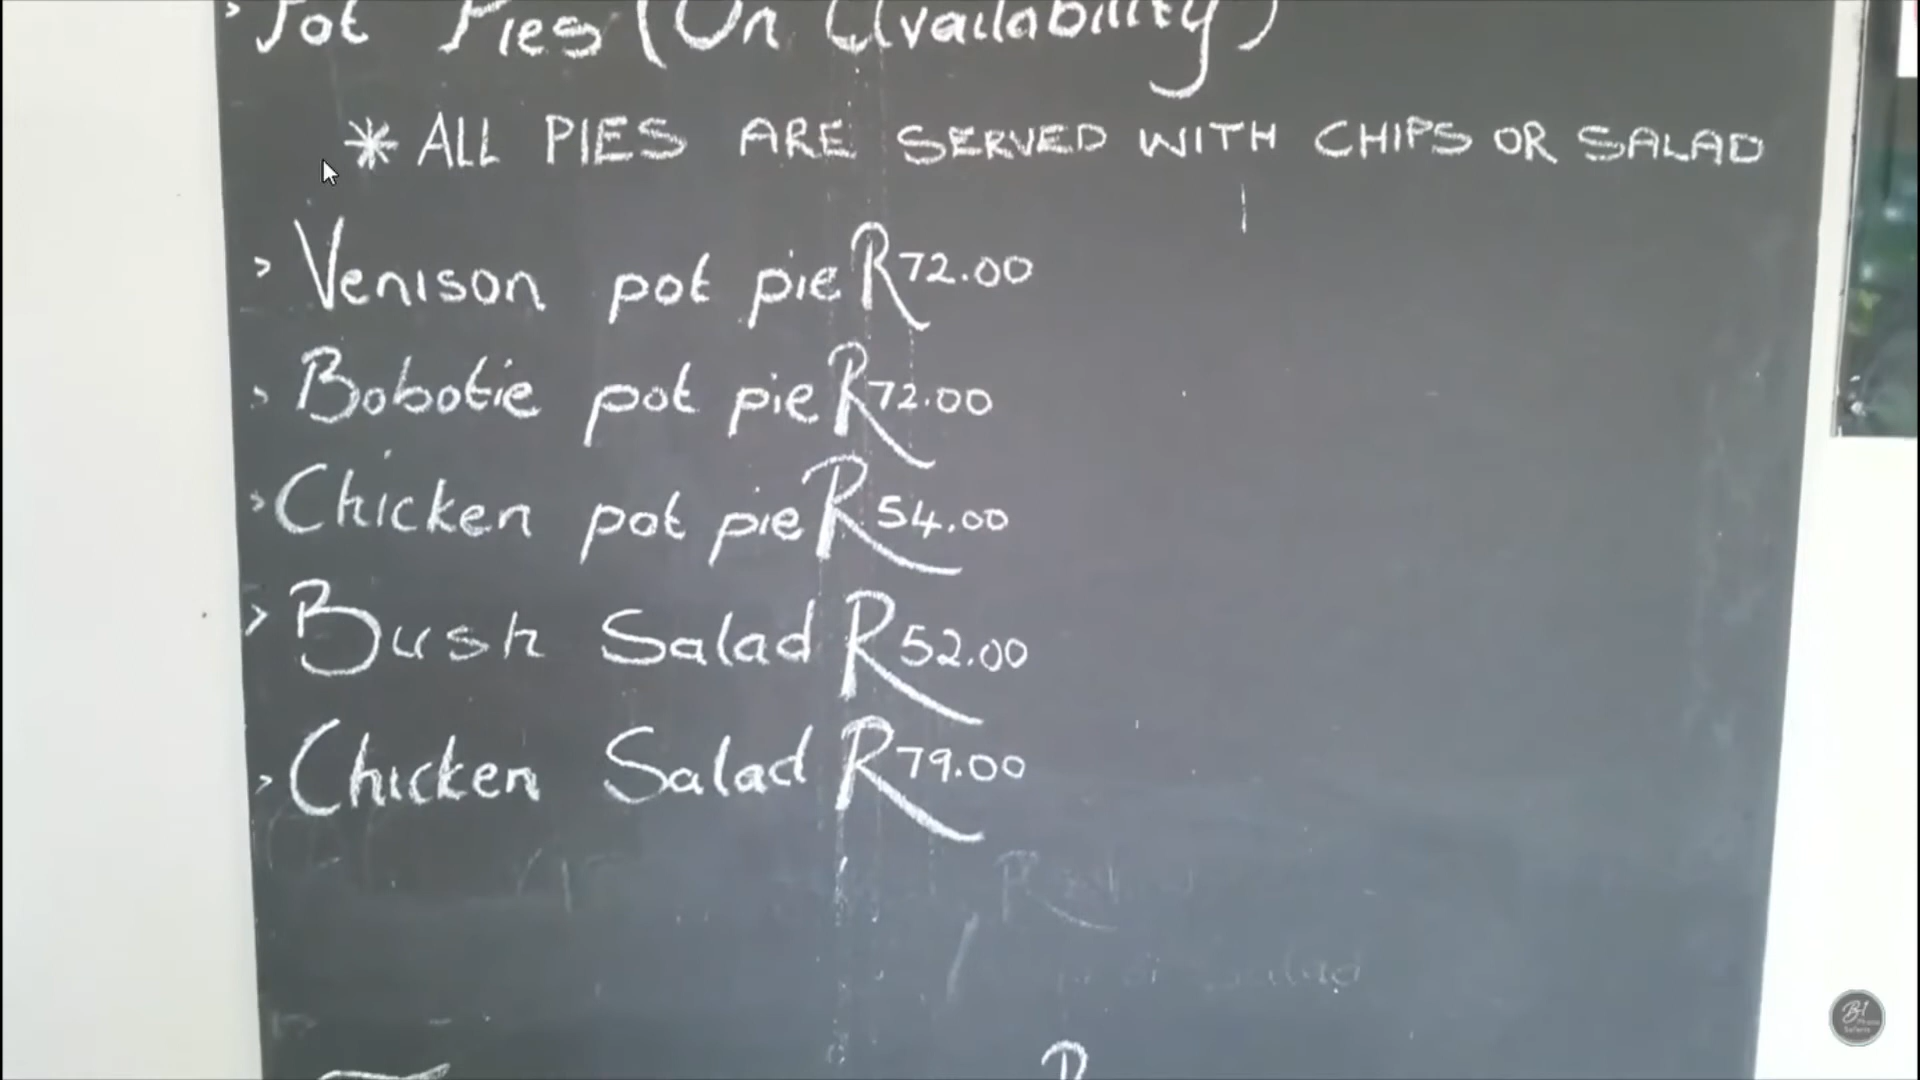 > Pot Pies (On Availability)
* ALL PIES ARE SERVED WITH CHIPS OR SALAD
> Venison pot pie R72.00
> Bobotie pot pie R72.00
> Chicken pot pie R54.00
> Bush Salad R52.00
> Chicken Salad R79.00
Salad